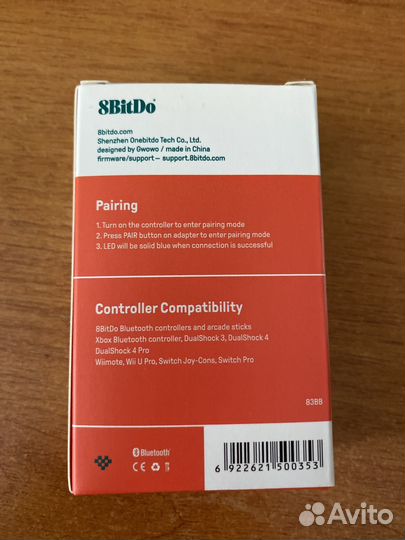 8BitDo
8bitdo.com
Shenzhen Onebitdo Tech Co., Ltd.
designed by Gwowo / made in China
firmware/support – support.8bitdo.com
Pairing
1. Turn on the controller to enter pairing mode
2. Press PAIR button on adapter to enter pairing mode
3. LED will be solid blue when connection is successful
Controller Compatibility
8BitDo Bluetooth controllers and arcade sticks
Xbox Bluetooth controller, DualShock 3, DualShock 4
DualShock 4 Pro
Wiimote, Wii U Pro, Switch Joy-Cons, Switch Pro
83BB
Bluetooth
CE
6 922621 500353
Avito